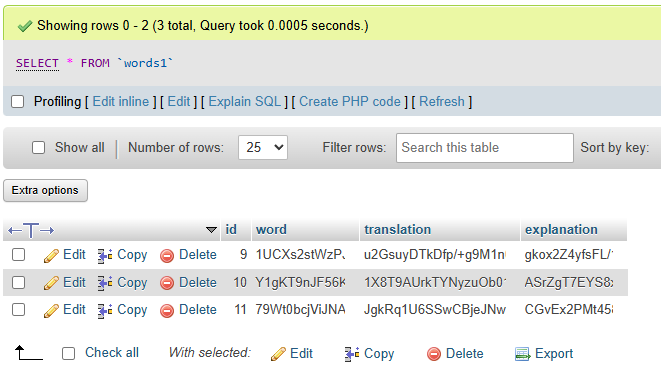 Showing rows 0 - 2 (3 total, Query took 0.0005 seconds.)
SELECT * FROM `words1`
Profiling [ Edit inline ] [ Edit ] [ Explain SQL ] [ Create PHP code ] [ Refresh ]
Show all Number of rows: 25 Filter rows: Search this table Sort by key:
Extra options
←T→ id word translation explanation
Edit Copy Delete 9 1UCXs2stWzP u2GsuyDTkDfp/+g9M1n gkox2Z4yfsFL/
Edit Copy Delete 10 Y1gKT9nJF56K 1X8T9AUrkTYNyzuOb0 ASrZgT7EYS8
Edit Copy Delete 11 79Wt0bcjViJNA JgkRq1U6SSwCBjeJNw CGvEx2PMt45
Check all With selected: Edit Copy Delete Export